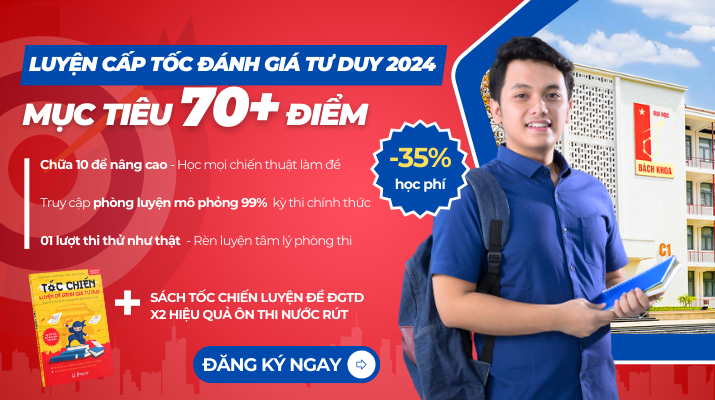 LUYỆN CẤP TỐC ĐÁNH GIÁ TƯ DUY 2024
MỤC TIÊU 70+ ĐIỂM
Chữa 10 đề nâng cao - Học mọi chiến thuật làm đề
Truy cập phòng luyện mô phỏng 99% kỳ thi chính thức
01 lượt thi thử như thật - Rèn luyện tâm lý phòng thi
-35%
học phí
TỐC CHIẾN
LUYỆN ĐỀ ĐÁNH GIÁ TƯ DUY
+ SÁCH TỐC CHIẾN LUYỆN ĐỀ ĐGTD
X2 HIỆU QUẢ ÔN THI NƯỚC RÚT
ĐĂNG KÝ NGAY
ĐẠI HỌC
BÁCH KHOA
C1